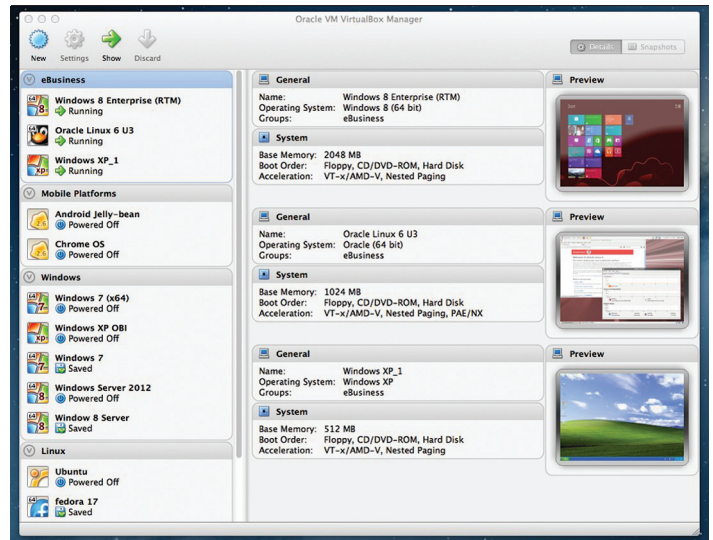 Oracle VM VirtualBox Manager
New Settings Show Discard
Details Snapshots
eBusiness
Windows 8 Enterprise (RTM)
Running
Oracle Linux 6 U3
Running
Windows XP_1
Running
Mobile Platforms
Android Jelly-bean
Powered Off
Chrome OS
Powered Off
Windows
Windows 7 (x64)
Powered Off
Windows XP OBI
Powered Off
Windows 7
Saved
Windows Server 2012
Powered Off
Window 8 Server
Saved
Linux
Ubuntu
Powered Off
fedora 17
Saved
General
Name: Windows 8 Enterprise (RTM)
Operating System: Windows 8 (64 bit)
Groups: eBusiness
System
Base Memory: 2048 MB
Boot Order: Floppy, CD/DVD-ROM, Hard Disk
Acceleration: VT-x/AMD-V, Nested Paging
Preview
General
Name: Oracle Linux 6 U3
Operating System: Oracle (64 bit)
Groups: eBusiness
System
Base Memory: 1024 MB
Boot Order: Floppy, CD/DVD-ROM, Hard Disk
Acceleration: VT-x/AMD-V, Nested Paging, PAE/NX
Preview
General
Name: Windows XP_1
Operating System: Windows XP
Groups: eBusiness
System
Base Memory: 512 MB
Boot Order: Floppy, CD/DVD-ROM, Hard Disk
Acceleration: VT-x/AMD-V, Nested Paging
Preview